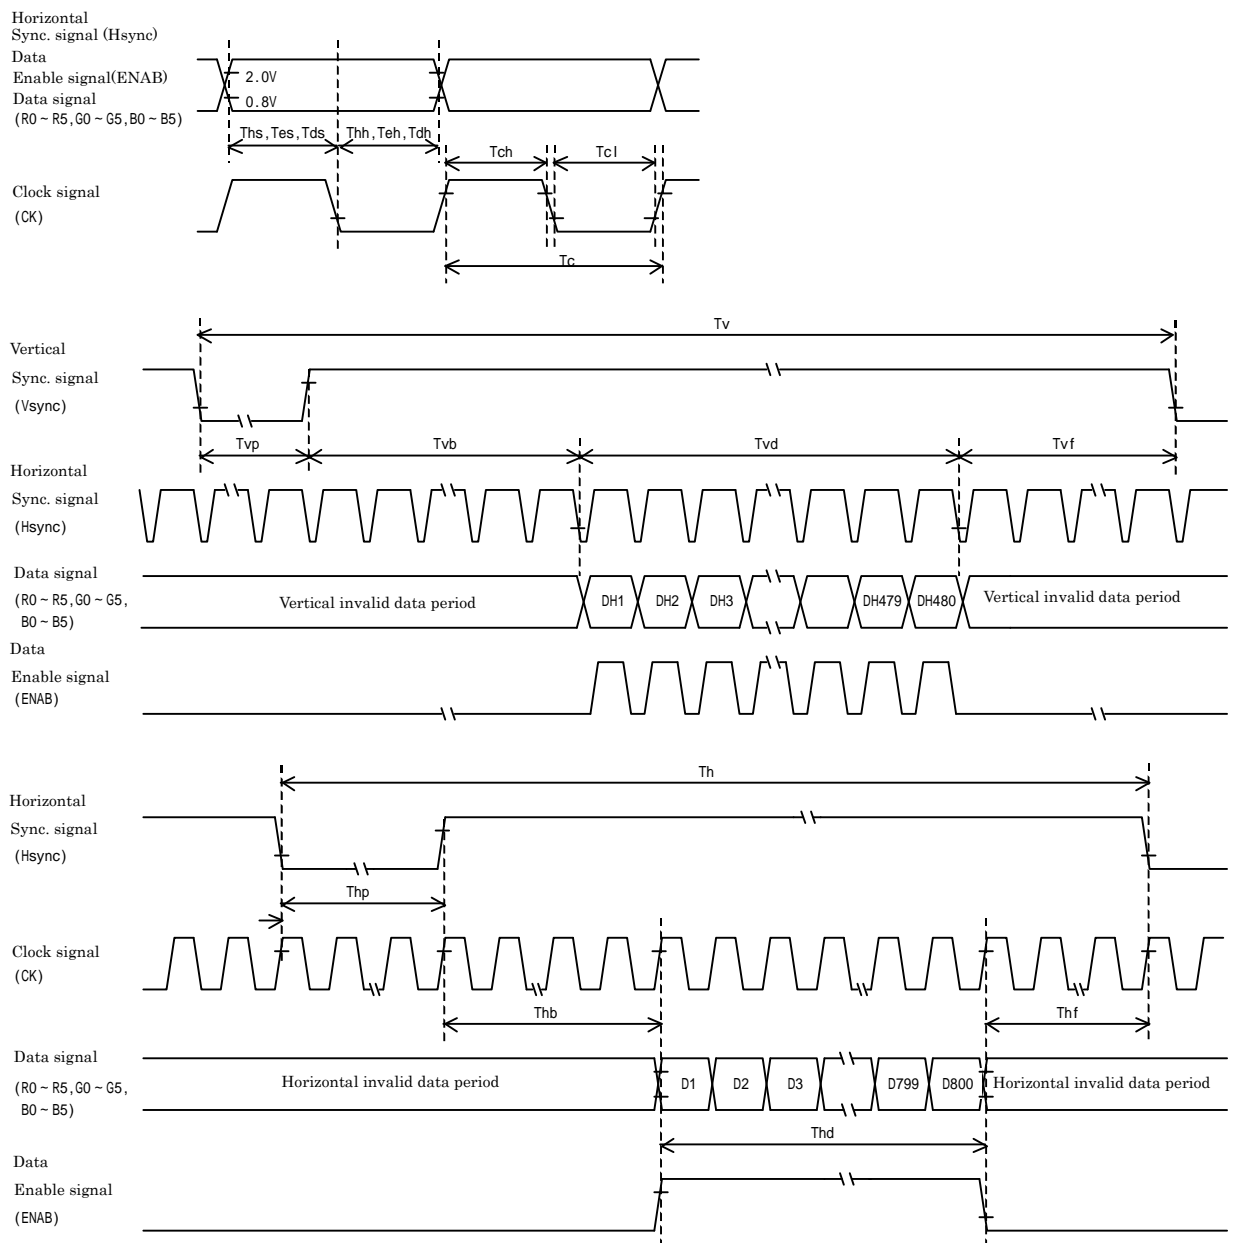 Horizontal
Sync. signal (Hsync)
Data
Enable signal(ENAB)
Data signal
(R0 ~ R5,G0 ~ G5,B0 ~ B5)
2.0V
0.8V
Ths,Tes,Tds
Thh,Teh,Tdh
Tch
Tcl
Clock signal
(CK)
Tc
Tv
Vertical
Sync. signal
(Vsync)
Tvp
Tvb
Tvd
Tvf
Horizontal
Sync. signal
(Hsync)
Data signal
(R0 ~ R5,G0 ~ G5,
B0 ~ B5)
Vertical invalid data period
DH1
DH2
DH3
DH479
DH480
Vertical invalid data period
Data
Enable signal
(ENAB)
Th
Horizontal
Sync. signal
(Hsync)
Thp
Clock signal
(CK)
Thb
Thf
Data signal
(R0 ~ R5,G0 ~ G5,
B0 ~ B5)
Horizontal invalid data period
D1
D2
D3
D799
D800
Horizontal invalid data period
Thd
Data
Enable signal
(ENAB)